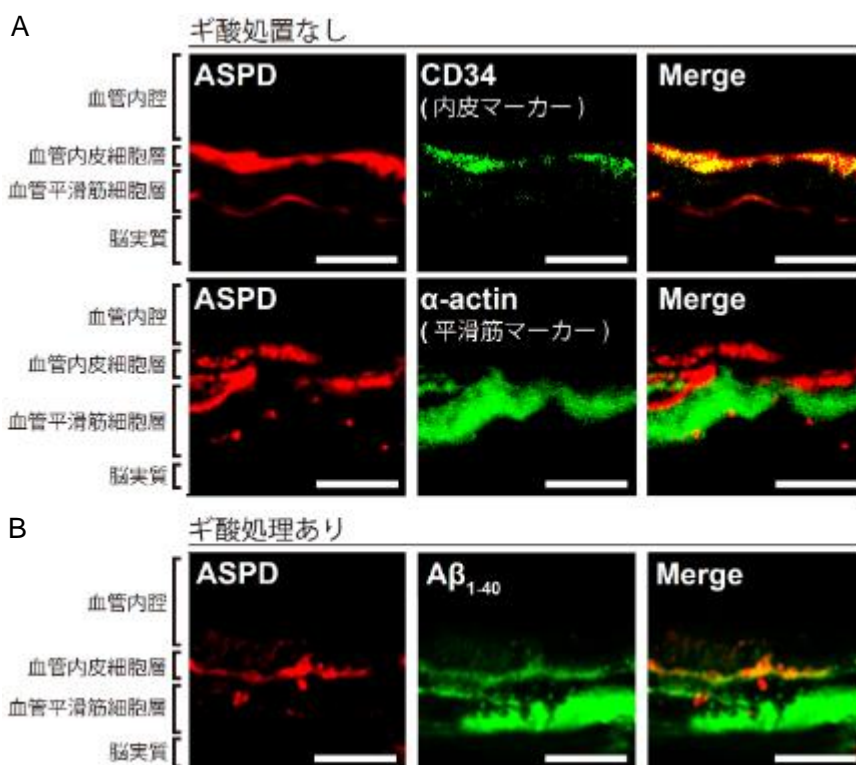 A
ギ酸処置なし
ASPD
CD34
(内皮マーカー)
Merge
血管内腔
血管内皮細胞層
血管平滑筋細胞層
脳実質
ASPD
α-actin
(平滑筋マーカー)
Merge
血管内腔
血管内皮細胞層
血管平滑筋細胞層
脳実質
B
ギ酸処理あり
ASPD
Aβ1-40
Merge
血管内腔
血管内皮細胞層
血管平滑筋細胞層
脳実質